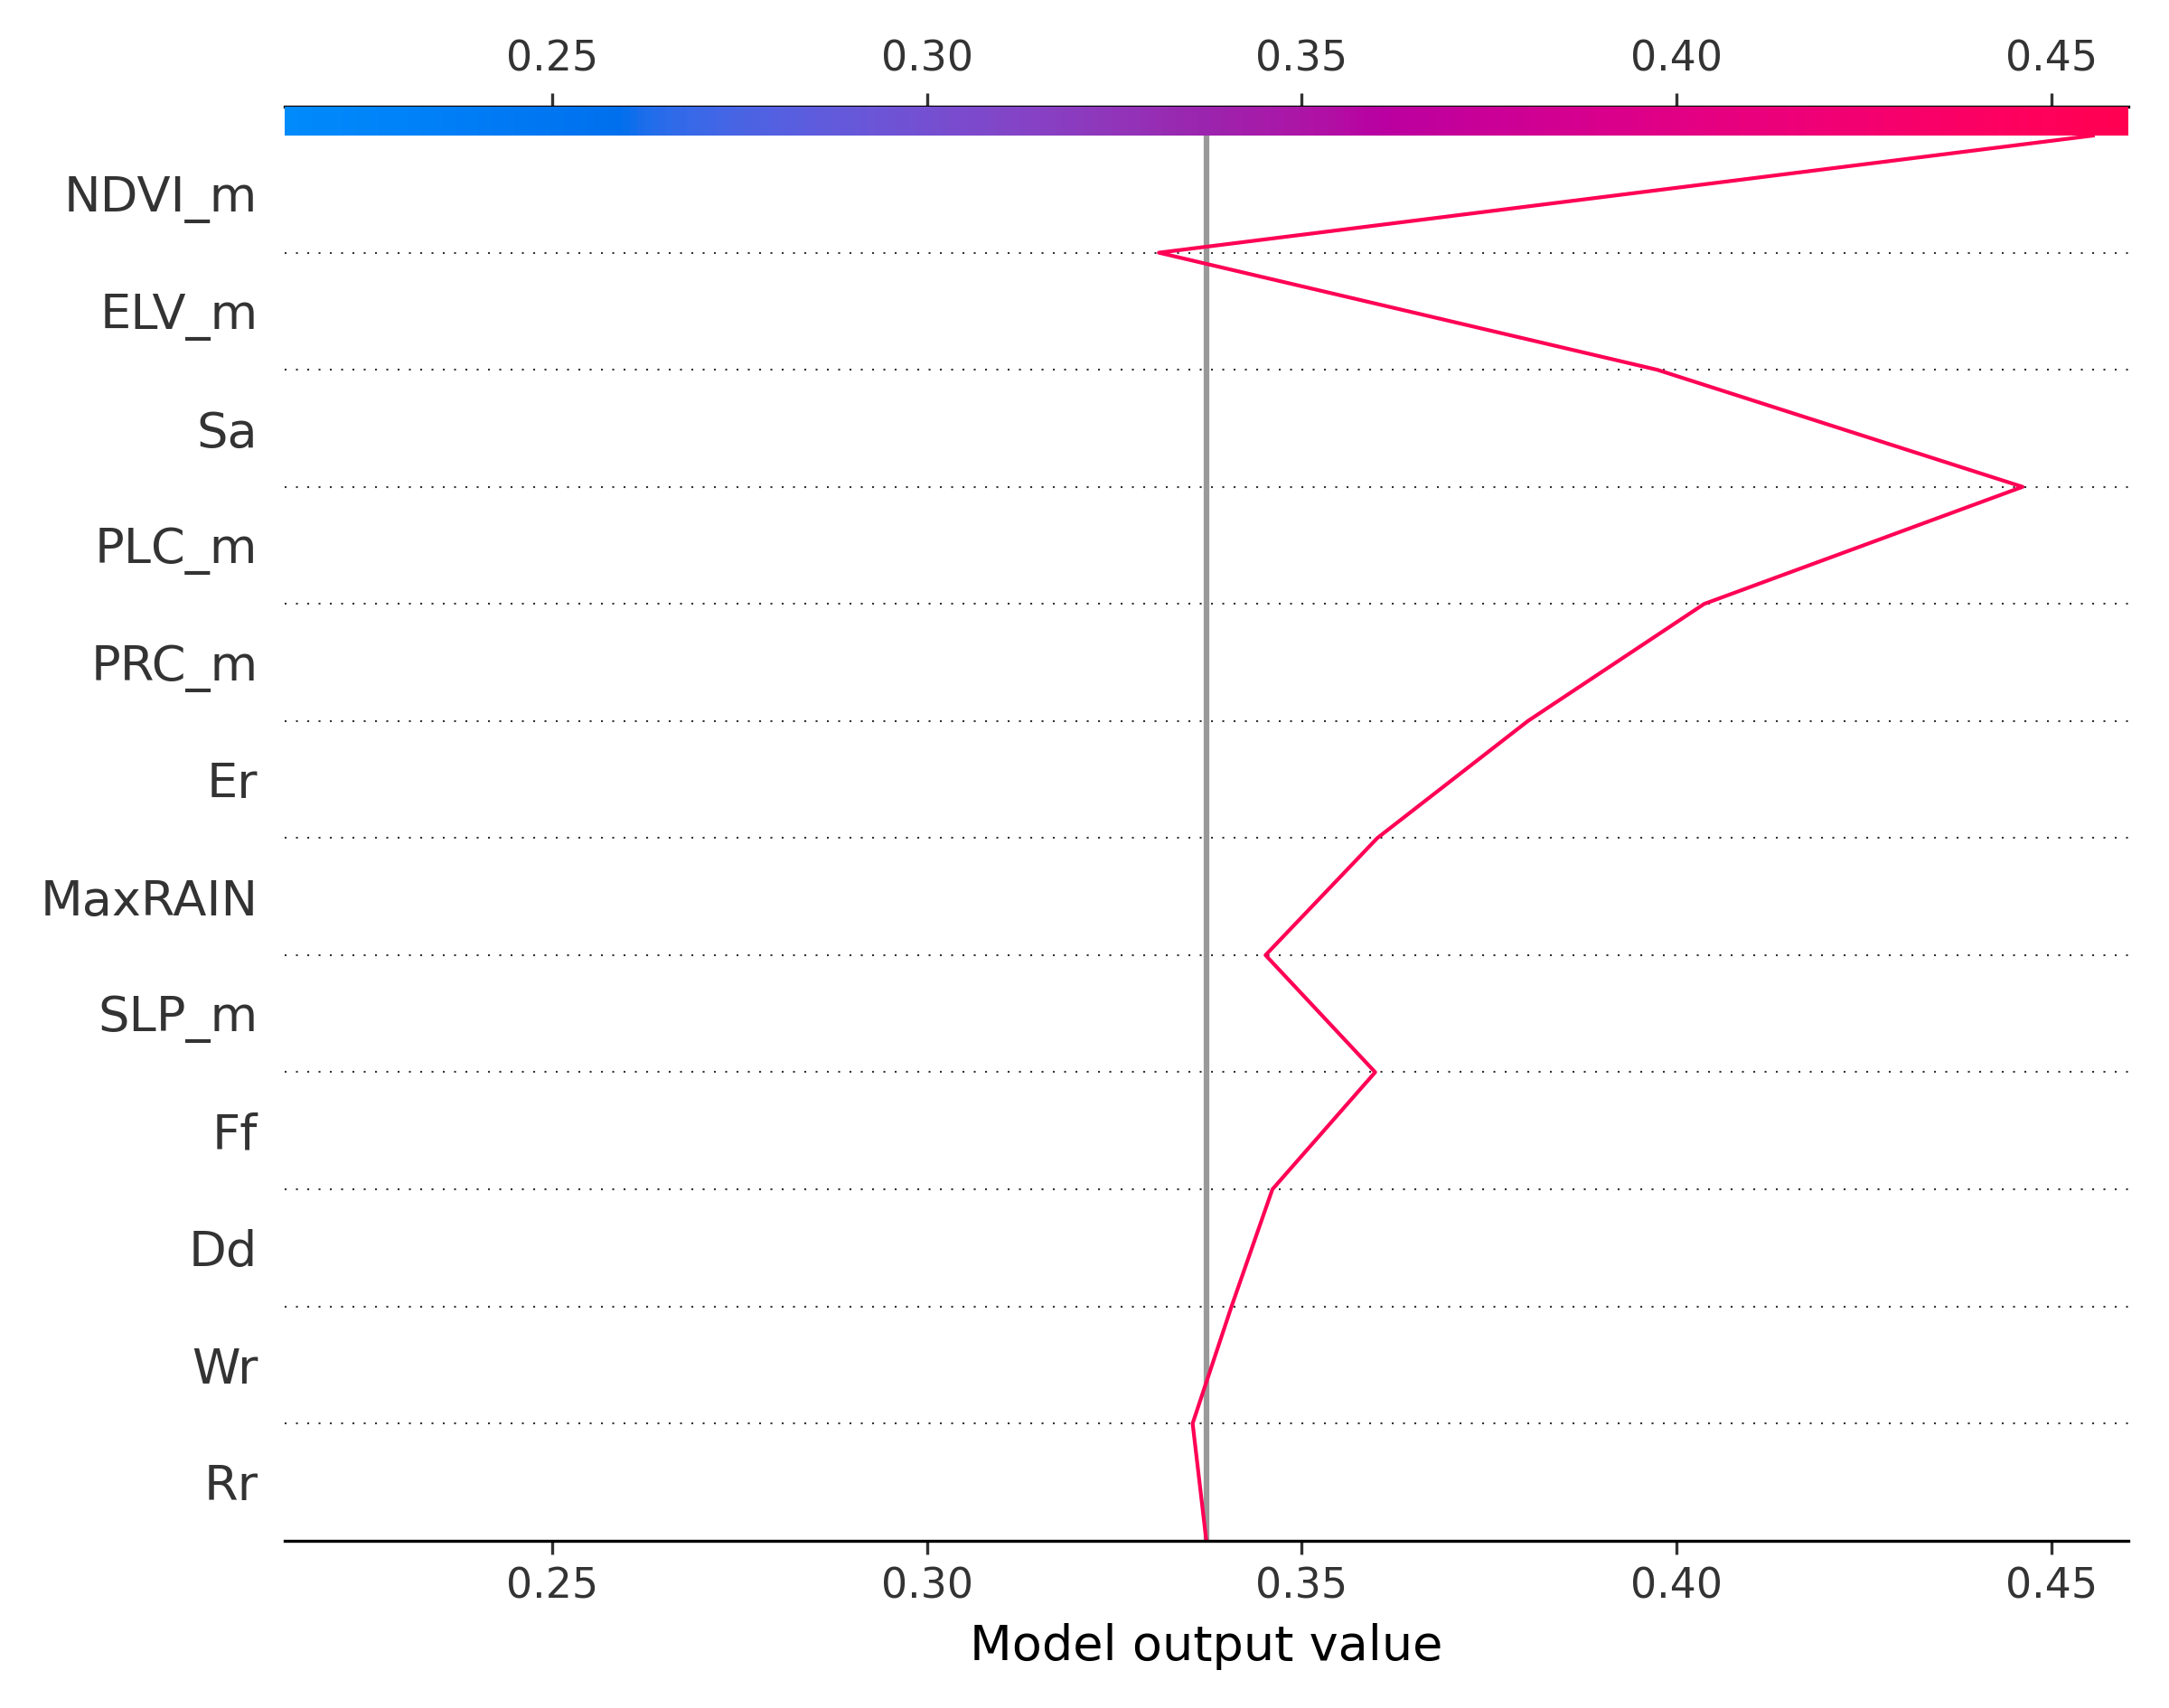 0.25 0.30 0.35 0.40 0.45
NDVI_m
ELV_m
Sa
PLC_m
PRC_m
Er
MaxRAIN
SLP_m
Ff
Dd
Wr
Rr
0.25 0.30 0.35 0.40 0.45
Model output value